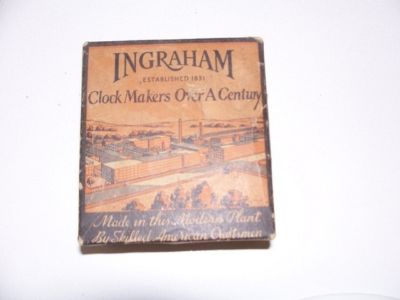 INGRAHAM
ESTABLISHED 1831
Clock Makers Over A Century
Made in this Modern Plant
By Skilled American Craftsmen